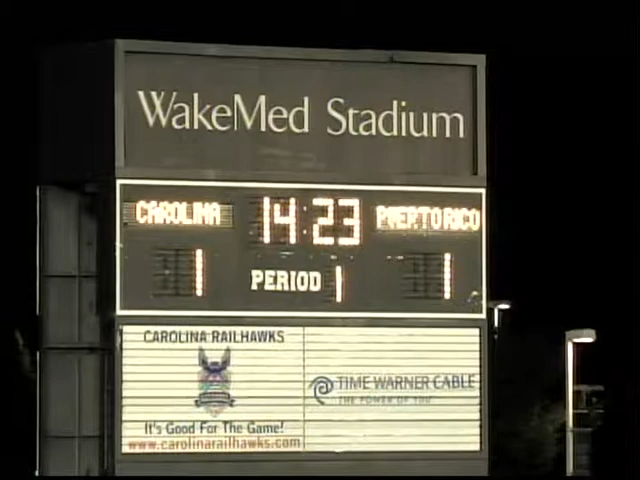 WakeMed Stadium
CAROLINA 14:23 PUERTO RICO
1 PERIOD 1 1
CAROLINA RAILHAWKS
TIME WARNER CABLE
THE POWER OF YOU
It's Good For The Game!
www.carolinarailhawks.com